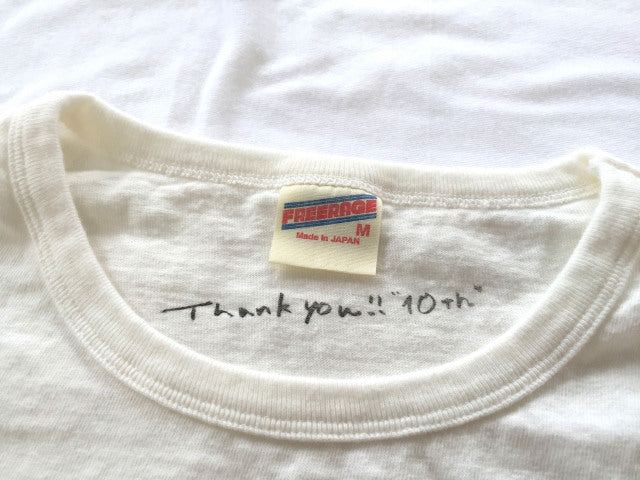 FREERAGE
M
Made in JAPAN
Thank you!! "10th"